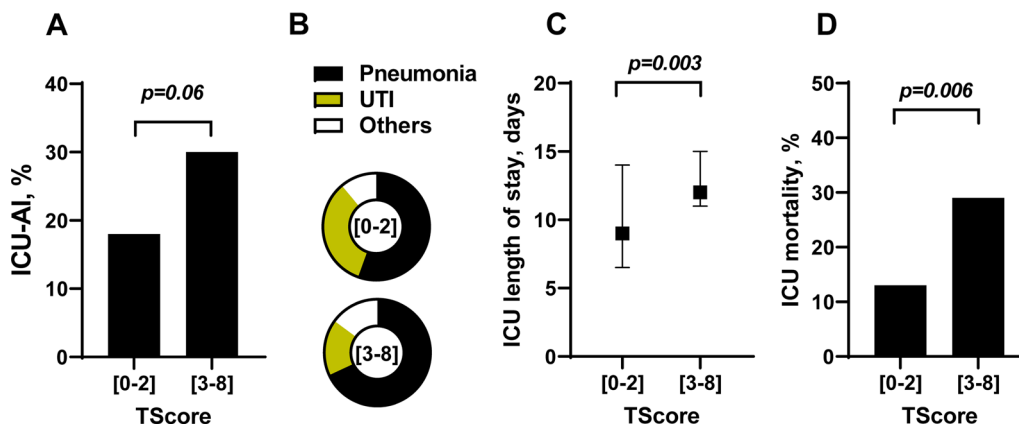 A
p=0.06
40
30
20
10
0
ICU-AI, %
[0-2] [3-8]
TScore
B
Pneumonia
UTI
Others
[0-2]
[3-8]
C
p=0.003
20
15
10
5
0
ICU length of stay, days
[0-2] [3-8]
TScore
D
p=0.006
50
40
30
20
10
0
ICU mortality, %
[0-2] [3-8]
TScore